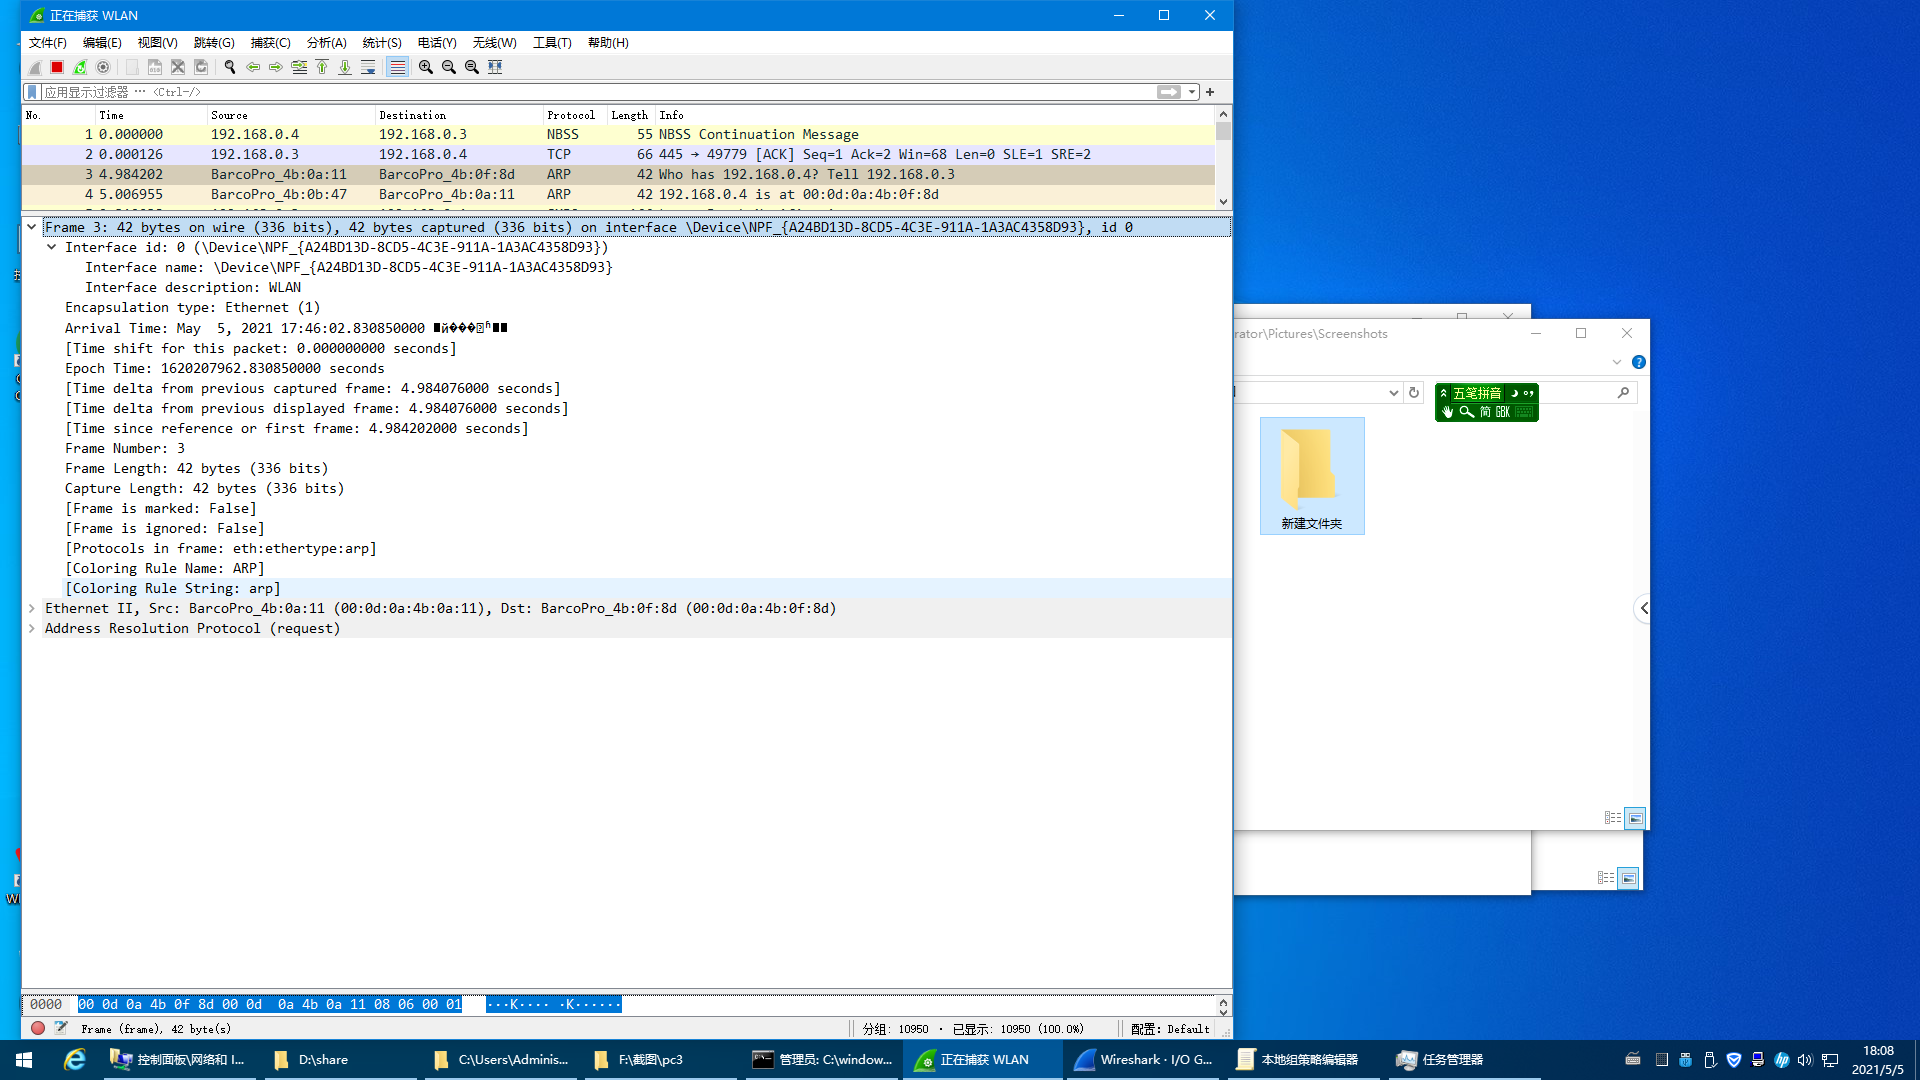 正在捕获 WLAN
文件(F) 编辑(E) 视图(V) 跳转(G) 捕获(C) 分析(A) 统计(S) 电话(Y) 无线(W) 工具(T) 帮助(H)
应用显示过滤器 … <Ctrl-/>
No. Time Source Destination Protocol Length Info
1 0.000000 192.168.0.4 192.168.0.3 NBSS 55 NBSS Continuation Message
2 0.000126 192.168.0.3 192.168.0.4 TCP 66 445 → 49779 [ACK] Seq=1 Ack=2 Win=68 Len=0 SLE=1 SRE=2
3 4.984202 BarcoPro_4b:0a:11 BarcoPro_4b:0f:8d ARP 42 Who has 192.168.0.4? Tell 192.168.0.3
4 5.006955 BarcoPro_4b:0b:47 BarcoPro_4b:0a:11 ARP 42 192.168.0.4 is at 00:0d:0a:4b:0f:8d
Frame 3: 42 bytes on wire (336 bits), 42 bytes captured (336 bits) on interface \Device\NPF_{A24BD13D-8CD5-4C3E-911A-1A3AC4358D93}, id 0
Interface id: 0 (\Device\NPF_{A24BD13D-8CD5-4C3E-911A-1A3AC4358D93})
Interface name: \Device\NPF_{A24BD13D-8CD5-4C3E-911A-1A3AC4358D93}
Interface description: WLAN
Encapsulation type: Ethernet (1)
Arrival Time: May  5, 2021 17:46:02.830850000
[Time shift for this packet: 0.000000000 seconds]
Epoch Time: 1620207962.830850000 seconds
[Time delta from previous captured frame: 4.984076000 seconds]
[Time delta from previous displayed frame: 4.984076000 seconds]
[Time since reference or first frame: 4.984202000 seconds]
Frame Number: 3
Frame Length: 42 bytes (336 bits)
Capture Length: 42 bytes (336 bits)
[Frame is marked: False]
[Frame is ignored: False]
[Protocols in frame: eth:ethertype:arp]
[Coloring Rule Name: ARP]
[Coloring Rule String: arp]
Ethernet II, Src: BarcoPro_4b:0a:11 (00:0d:0a:4b:0a:11), Dst: BarcoPro_4b:0f:8d (00:0d:0a:4b:0f:8d)
Address Resolution Protocol (request)
0000 00 0d 0a 4b 0f 8d 00 0d 0a 4b 0a 11 08 06 00 01 ···K···· ·K······
Frame (frame), 42 byte(s)
分组: 10950 · 已显示: 10950 (100.0%)
配置: Default
rator\Pictures\Screenshots
五笔拼音
简 GBK
新建文件夹
控制面板\网络和 I...
D:\share
C:\Users\Adminis...
F:\截图\pc3
管理员: C:\window...
正在捕获 WLAN
Wireshark · I/O G...
本地组策略编辑器
任务管理器
18:08
2021/5/5